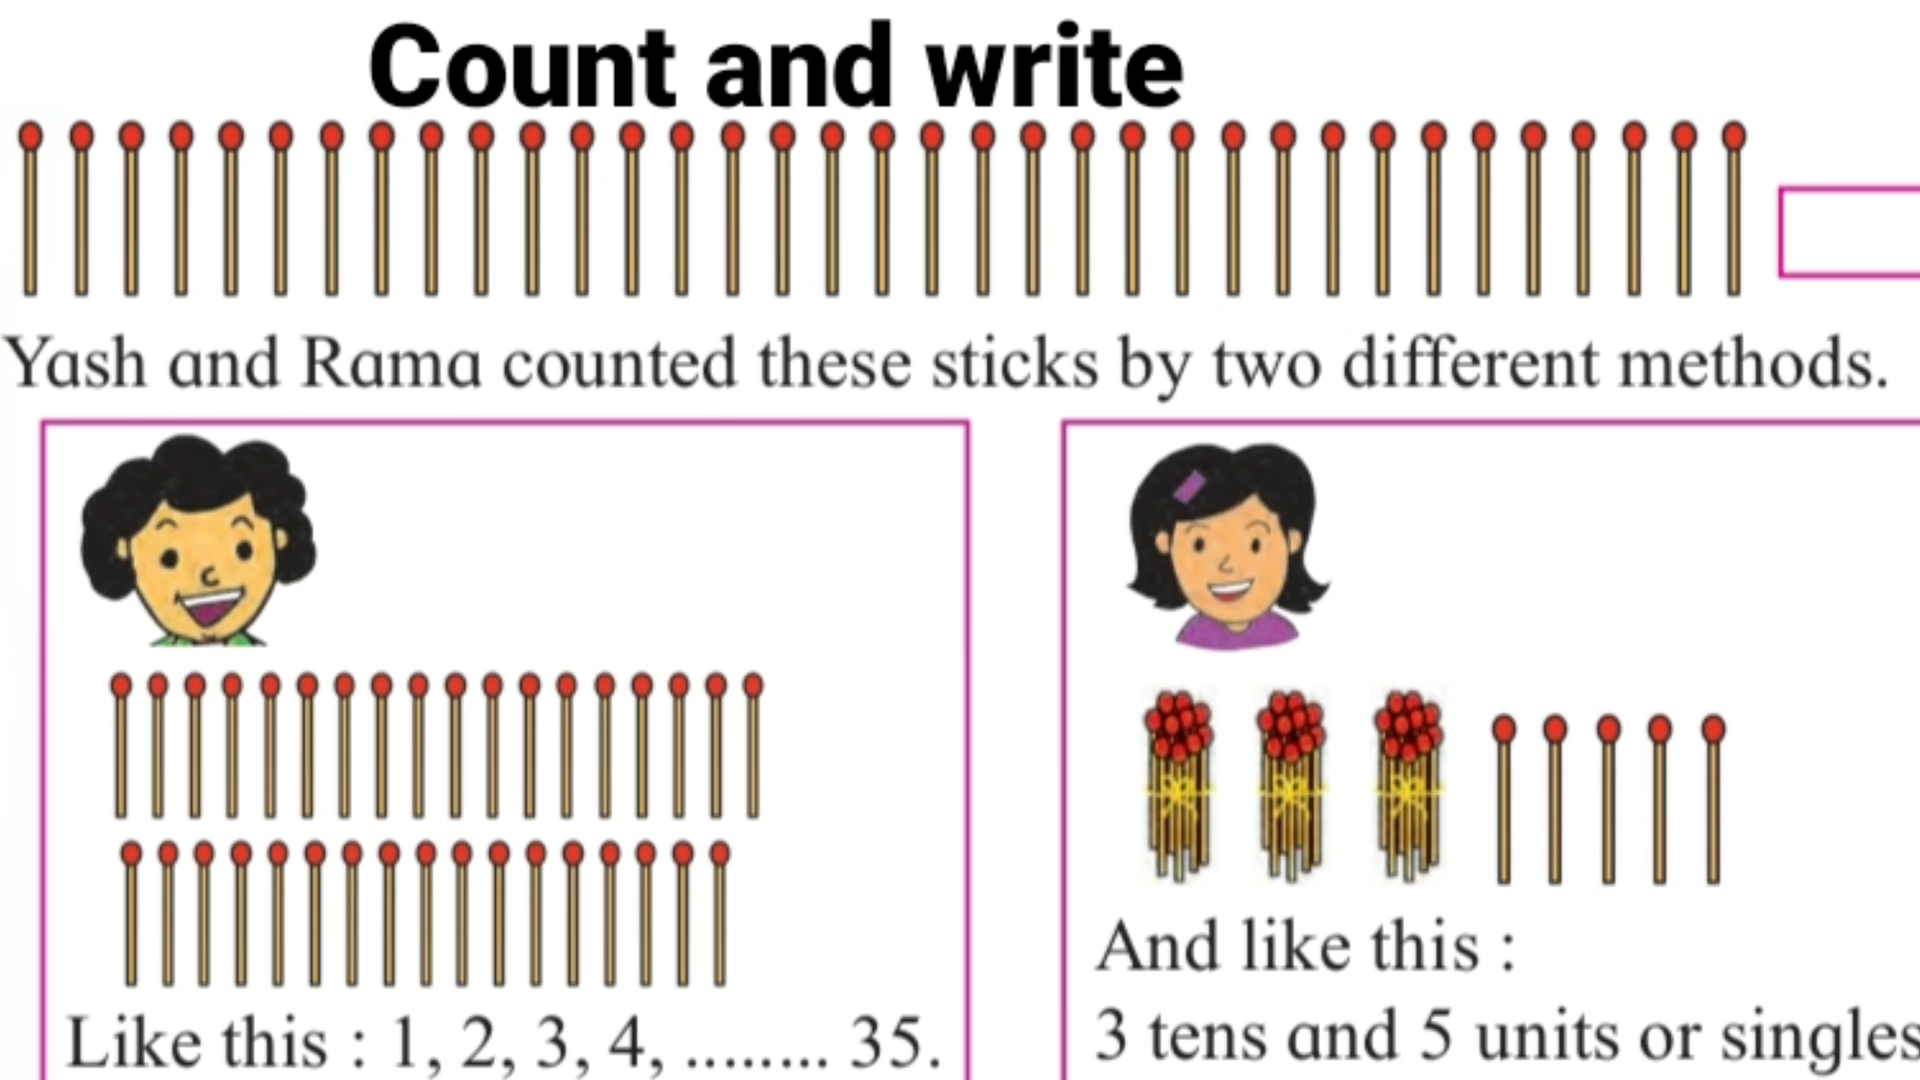 Count and write
Yash and Rama counted these sticks by two different methods.
Like this : 1, 2, 3, 4, ........ 35.
And like this :
3 tens and 5 units or singles